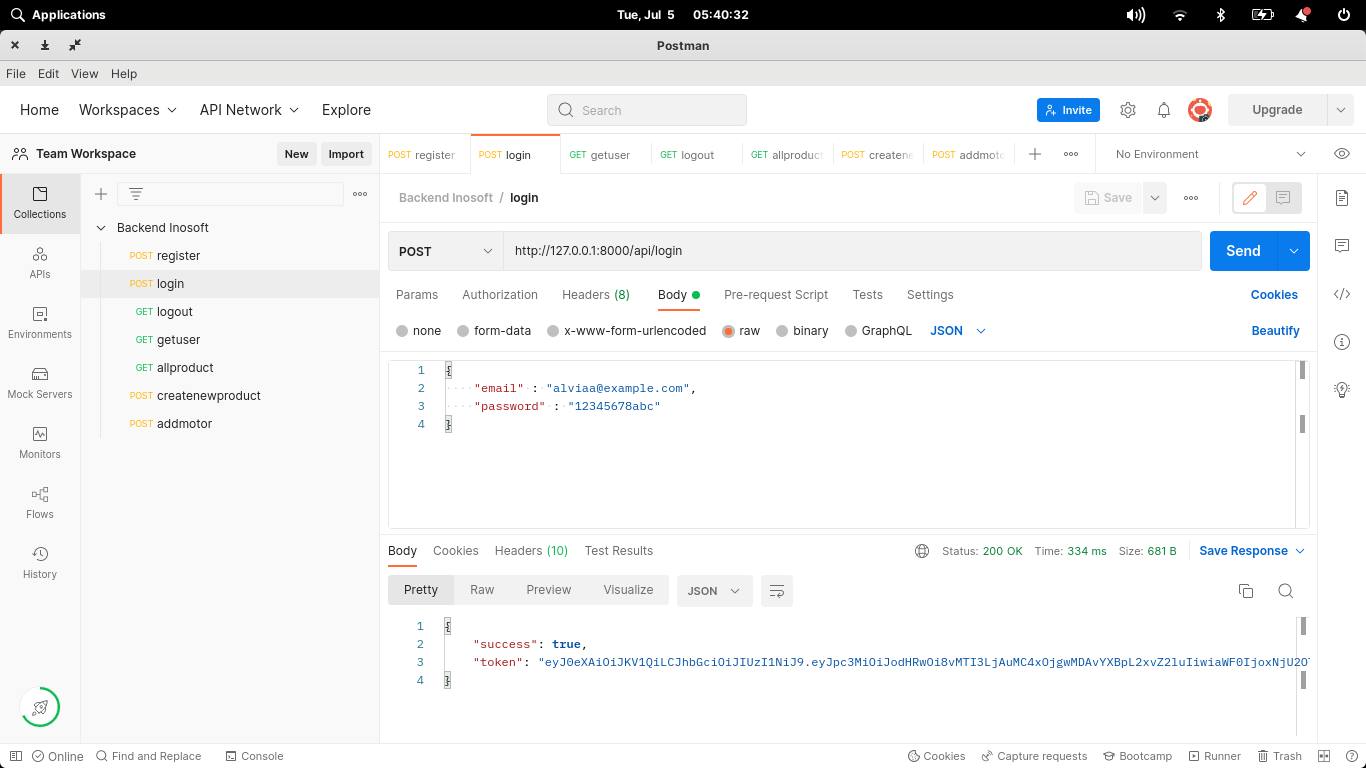 Applications
Tue, Jul 5 05:40:32
Postman
File Edit View Help
Home Workspaces API Network Explore
Search
Invite
Upgrade
Team Workspace
New Import
POST register
POST login
GET getuser
GET logout
GET allproduct
POST createne
POST addmoto
No Environment
Collections
APIs
Environments
Mock Servers
Monitors
Flows
History
Backend Inosoft
POST register
POST login
GET logout
GET getuser
GET allproduct
POST createnewproduct
POST addmotor
Backend Inosoft / login
Save
POST http://127.0.0.1:8000/api/login
Send
Params Authorization Headers (8) Body Pre-request Script Tests Settings Cookies
none form-data x-www-form-urlencoded raw binary GraphQL JSON Beautify
1 {
2 "email" : "alviaa@example.com",
3 "password" : "12345678abc"
4 }
Body Cookies Headers (10) Test Results Status: 200 OK Time: 334 ms Size: 681 B Save Response
Pretty Raw Preview Visualize JSON
1 {
2 "success": true,
3 "token": "eyJ0eXAiOiJKV1QiLCJhbGciOiJIUzI1NiJ9.eyJpc3MiOiJodHRwOi8vMTI3LjAuMC4xOjgwMDAvYXBpL2xvZ2luIiwiaWF0IjoxNjU2O
4 }
Online Find and Replace Console
Cookies Capture requests Bootcamp Runner Trash